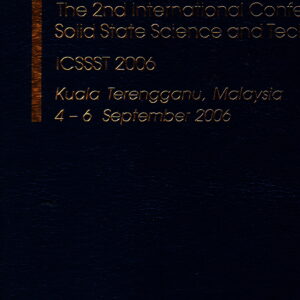 The 2nd International Confe
Solid State Science and Tec
ICSSST 2006
Kuala Terengganu, Malaysia
4 – 6 September 2006